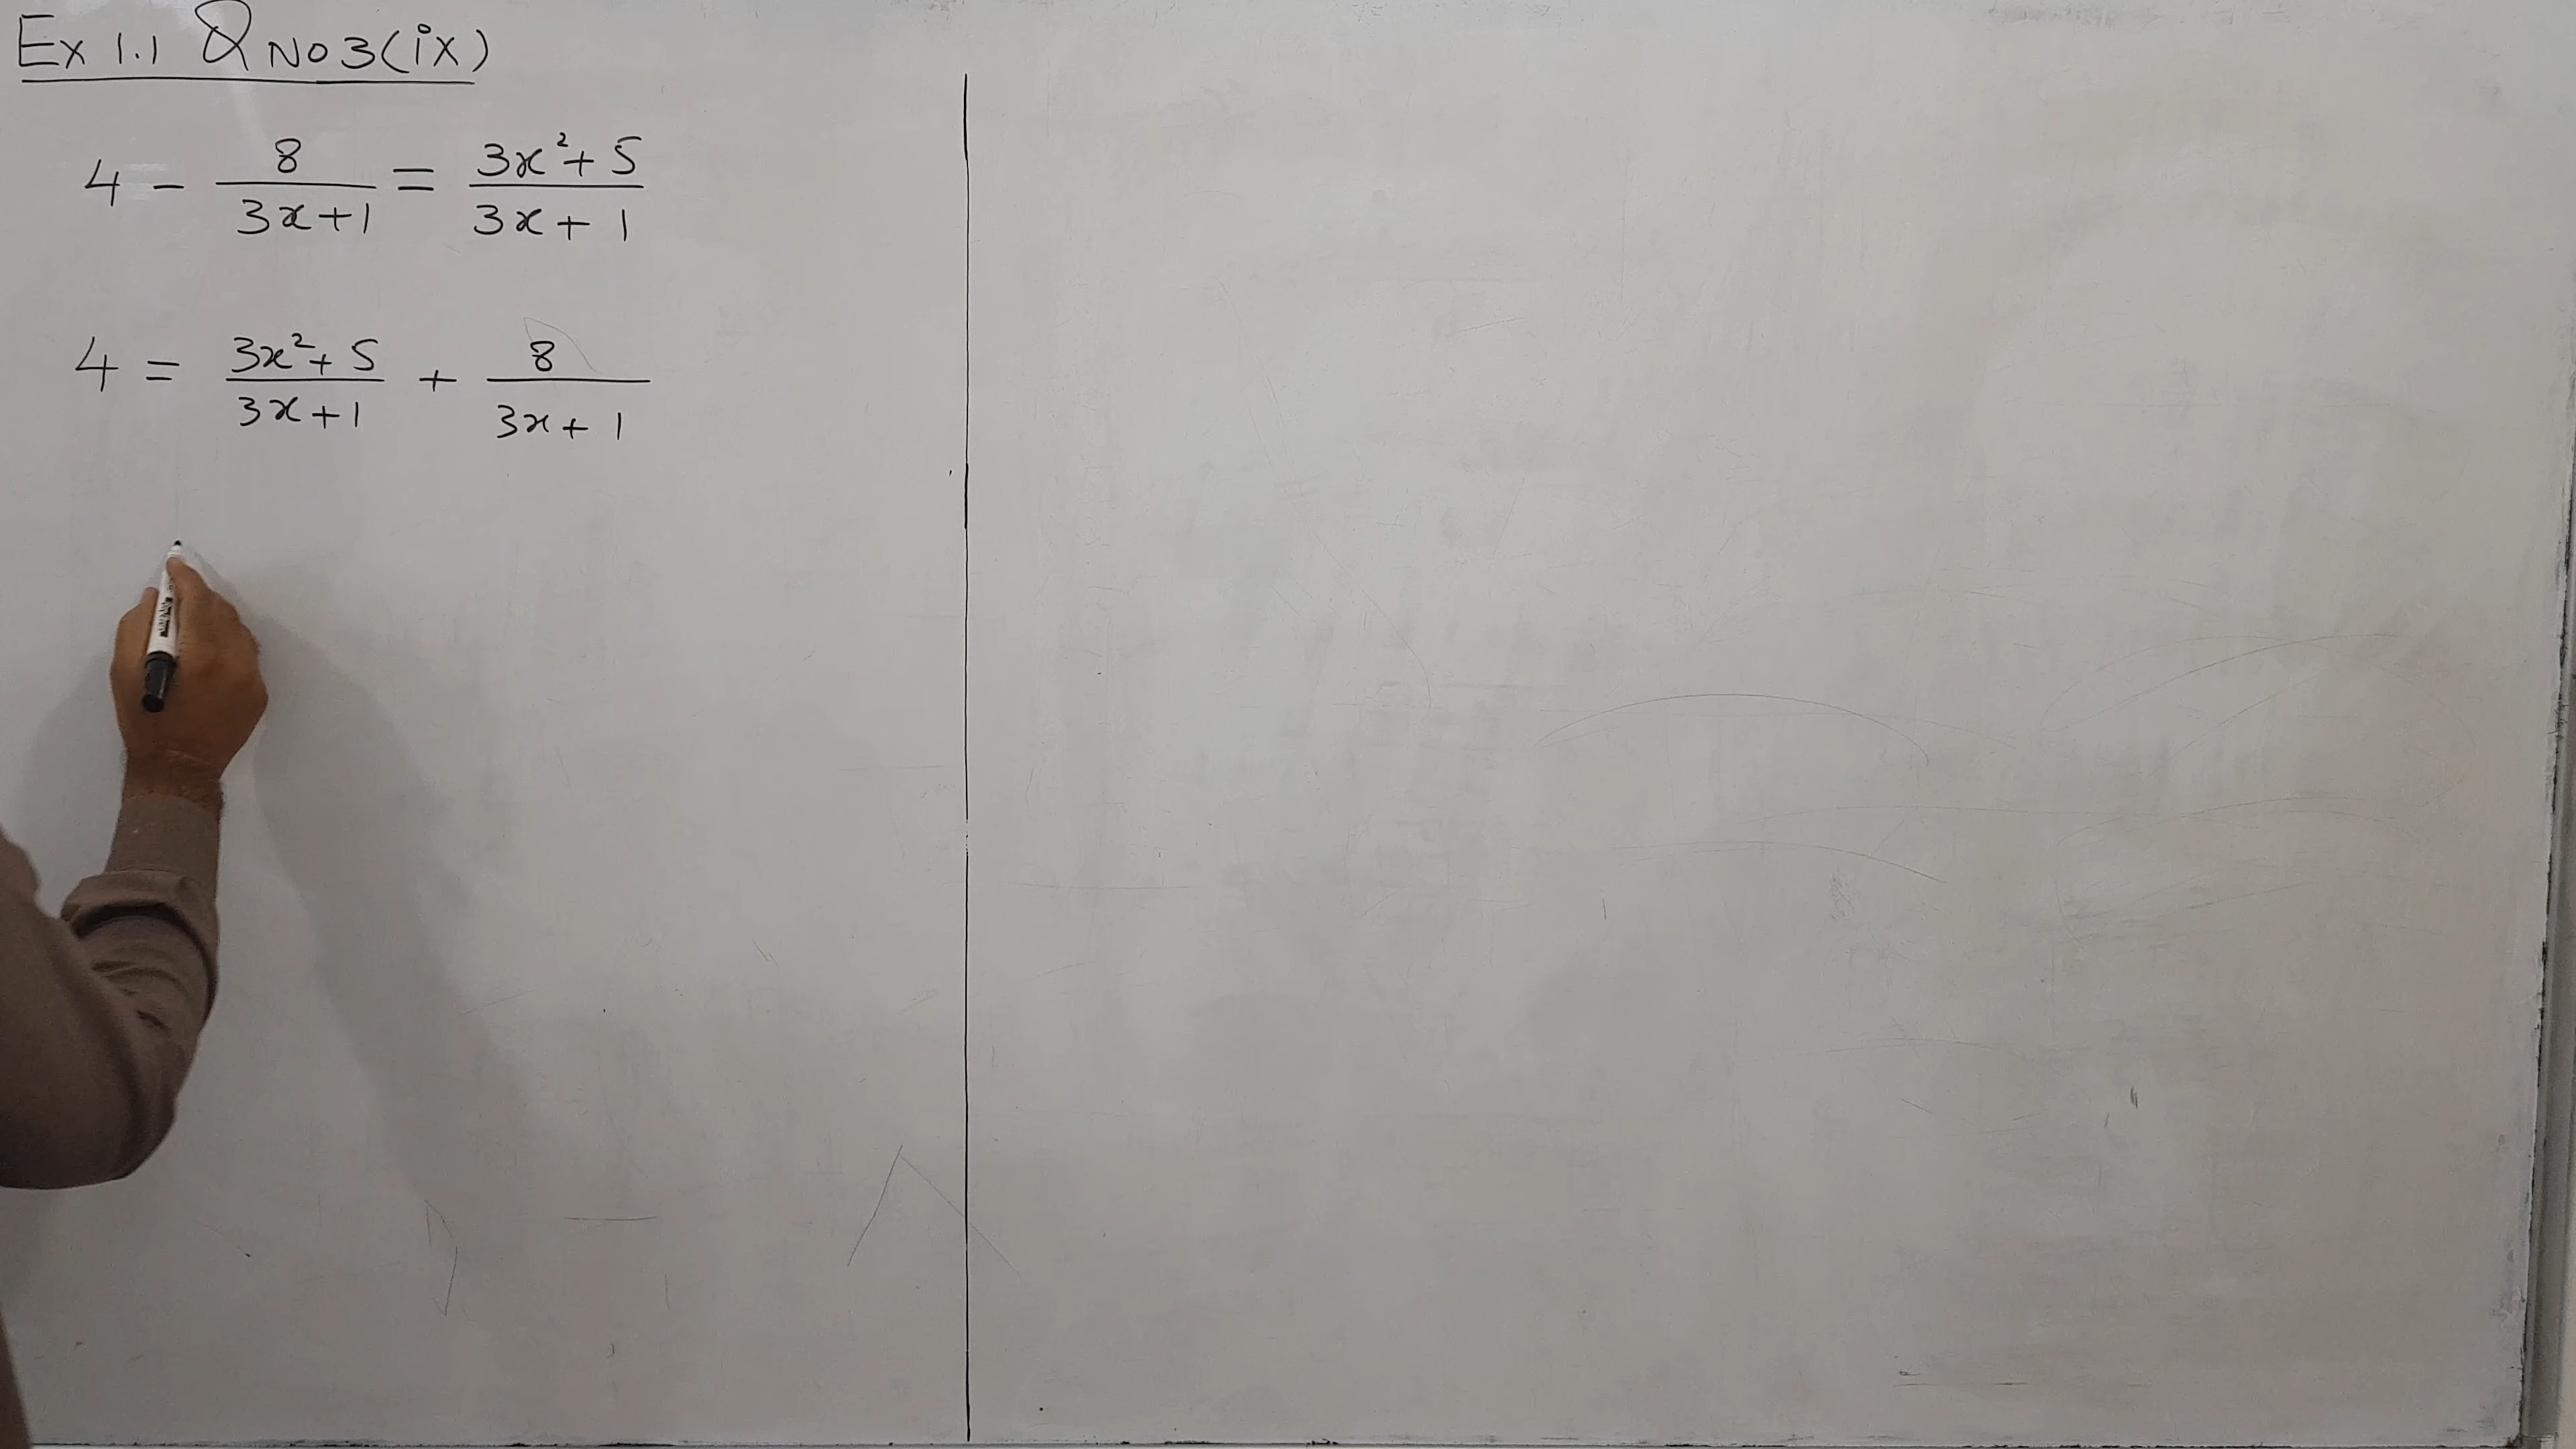 Ex 1.1 Q No 3(ix)
4 - 8/(3x+1) = (3x²+5)/(3x+1)
4 = (3x²+5)/(3x+1) + 8/(3x+1)